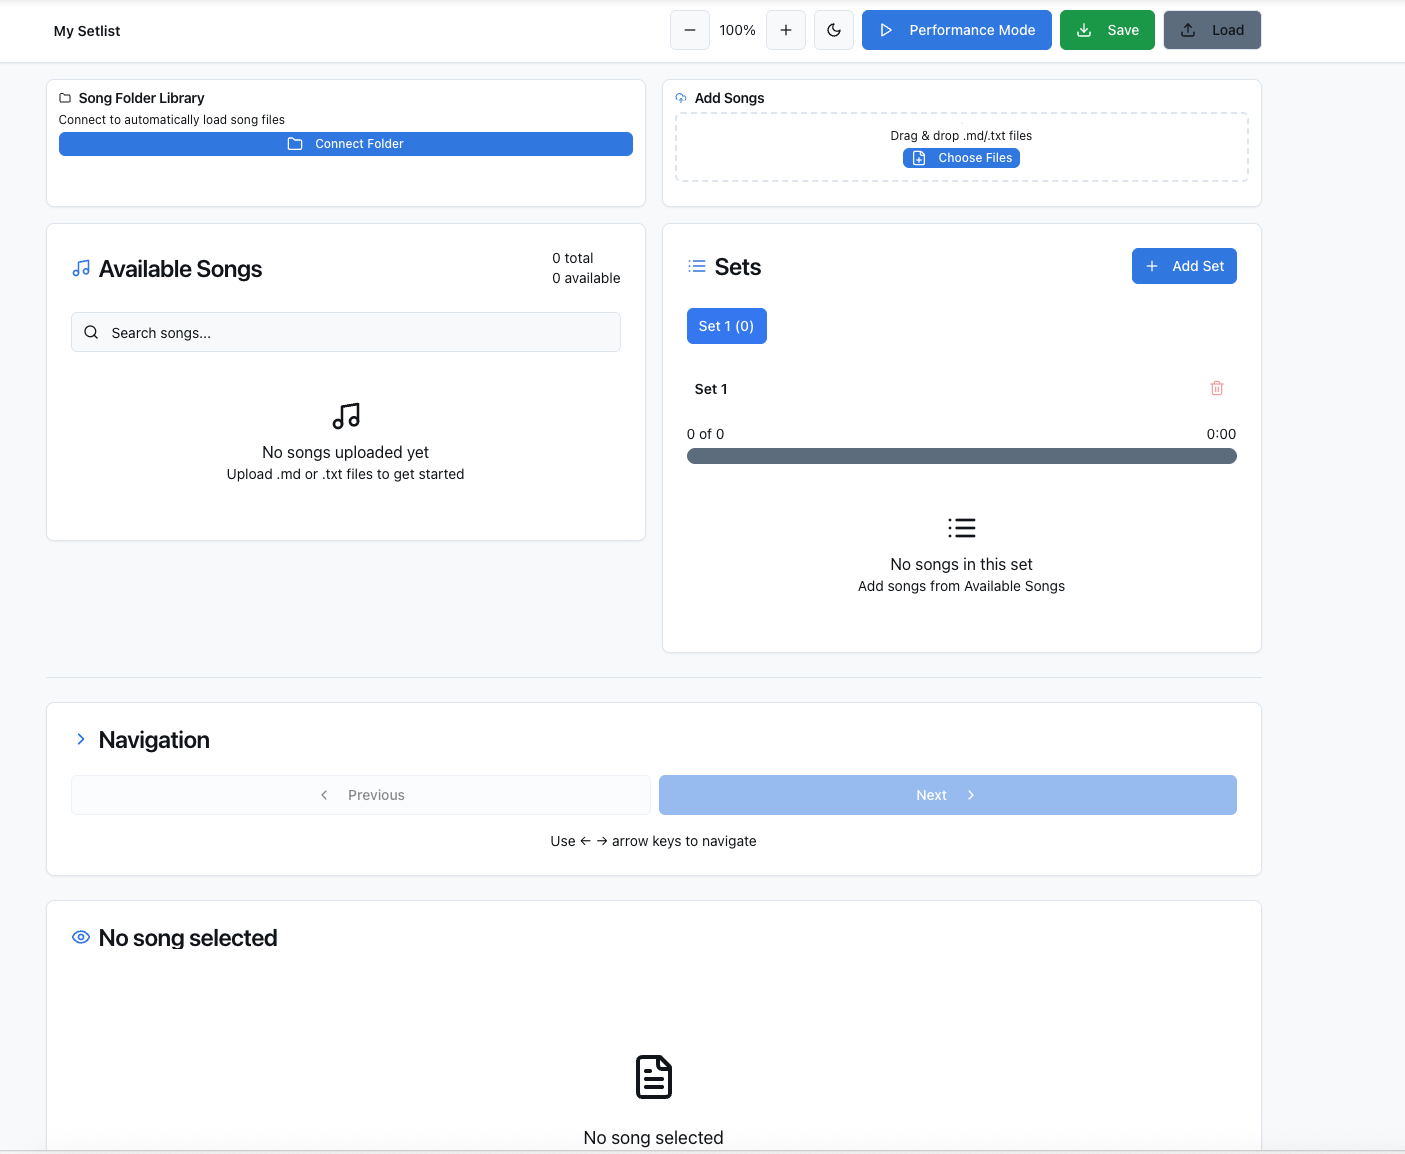 My Setlist
100%
Performance Mode
Save
Load
Song Folder Library
Connect to automatically load song files
Connect Folder
Add Songs
Drag & drop .md/.txt files
Choose Files
Available Songs
0 total
0 available
Search songs...
No songs uploaded yet
Upload .md or .txt files to get started
Sets
Add Set
Set 1 (0)
Set 1
0 of 0
0:00
No songs in this set
Add songs from Available Songs
Navigation
Previous
Next
Use ← → arrow keys to navigate
No song selected
No song selected